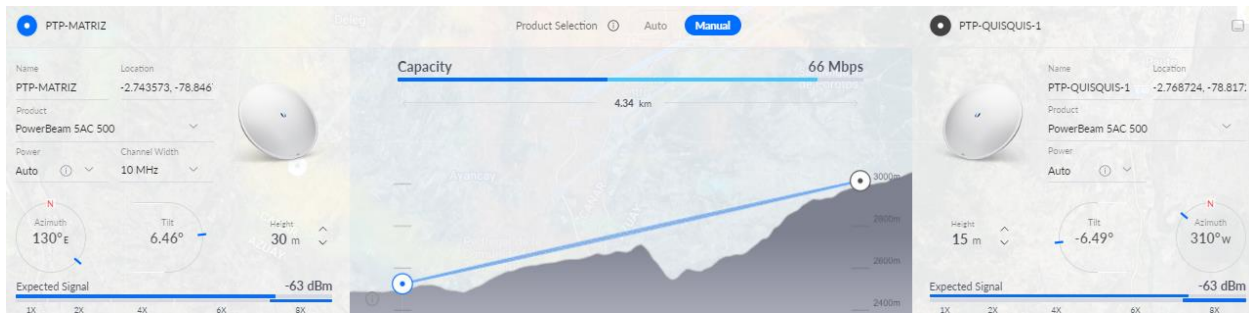 PTP-MATRIZ
Product Selection Auto Manual
PTP-QUISQUIS-1
Name Location
PTP-MATRIZ -2.743573, -78.846
Product
PowerBeam 5AC 500
Power Channel Width
Auto 10 MHz
N
Azimuth Tilt Height
130° E 6.46° 30 m
Expected Signal -63 dBm
1X 2X 4X 6X 8X
Capacity 66 Mbps
4.34 km
3000m
2800m
2600m
2400m
Name Location
PTP-QUISQUIS-1 -2.768724, -78.817
Product
PowerBeam 5AC 500
Power
Auto
N
Height Tilt Azimuth
15 m -6.49° 310° W
Expected Signal -63 dBm
1X 2X 4X 6X 8X